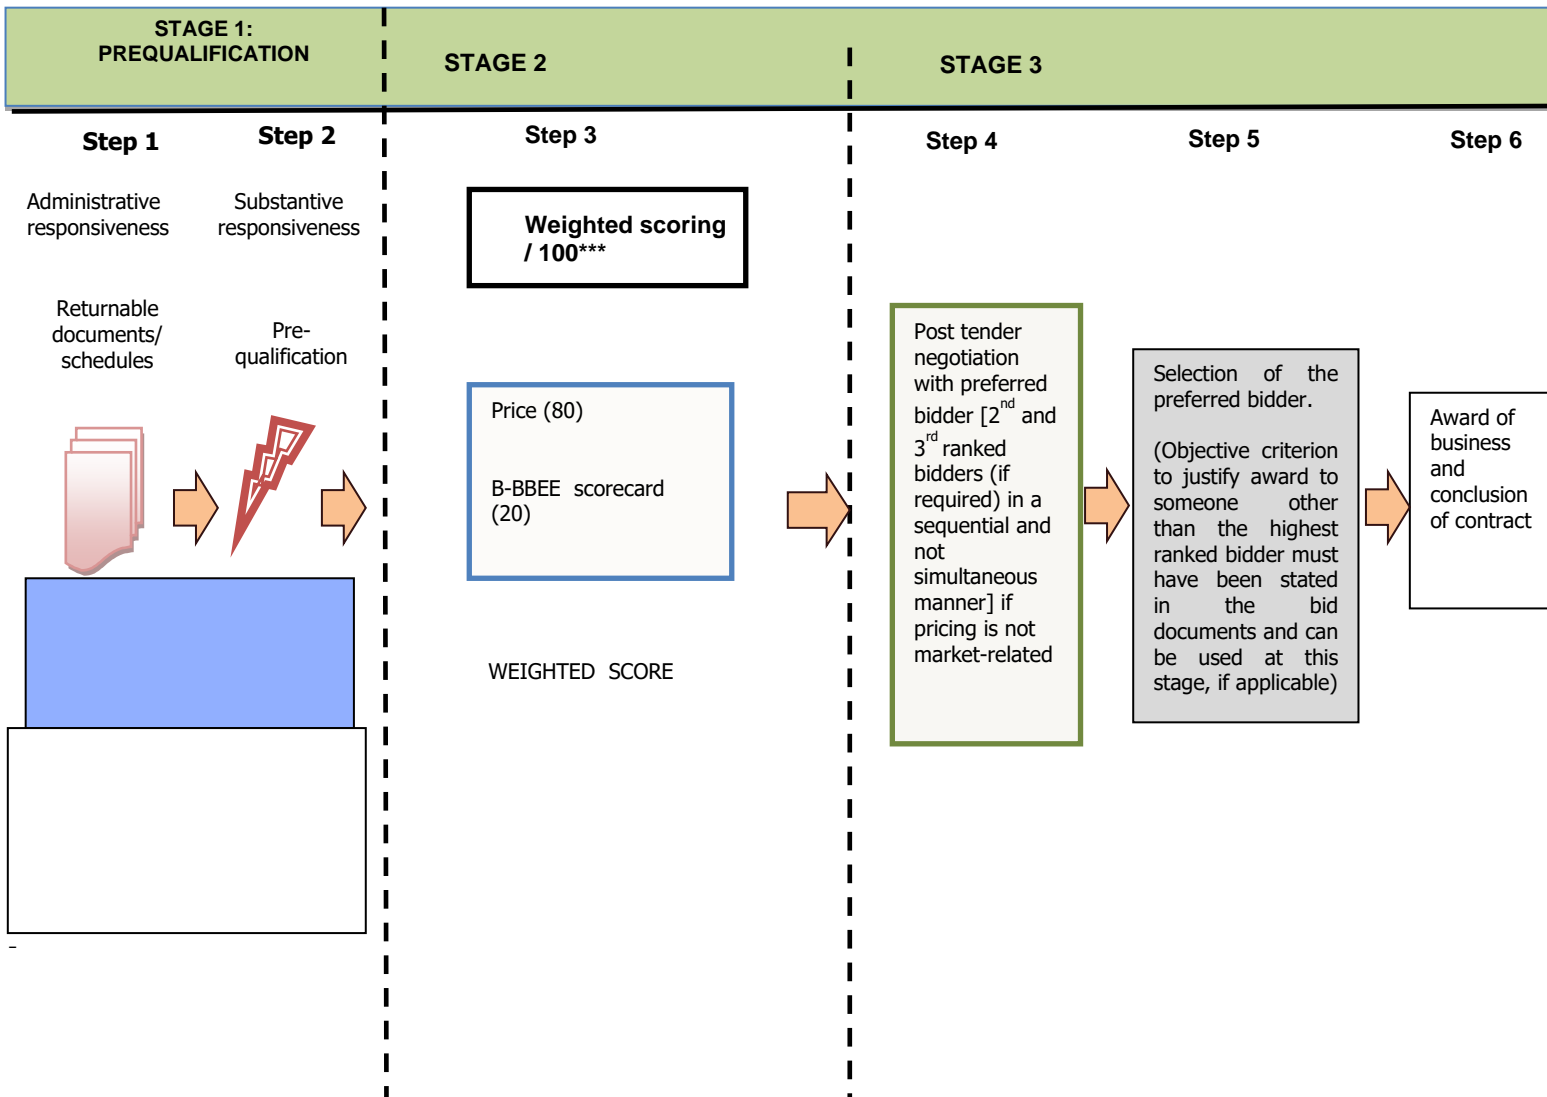 STAGE 1:
PREQUALIFICATION
STAGE 2
STAGE 3
Step 1
Step 2
Step 3
Step 4
Step 5
Step 6
Administrative
responsiveness
Substantive
responsiveness
Returnable
documents/
schedules
Pre-
qualification
Weighted scoring
/ 100***
Price (80)
B-BBEE scorecard
(20)
WEIGHTED SCORE
Post tender
negotiation
with preferred
bidder [2nd and
3rd ranked
bidders (if
required) in a
sequential and
not
simultaneous
manner] if
pricing is not
market-related
Selection of the
preferred bidder.
(Objective criterion
to justify award to
someone other
than the highest
ranked bidder must
have been stated
in the bid
documents and can
be used at this
stage, if applicable)
Award of
business
and
conclusion
of contract
-